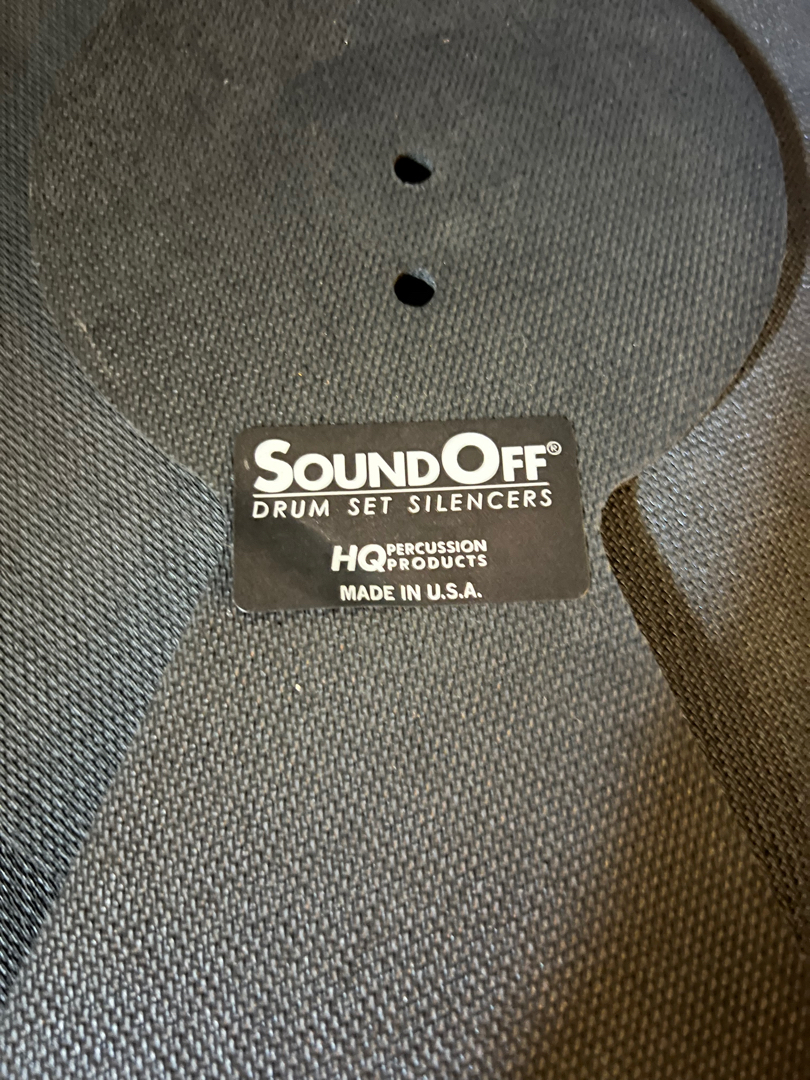 SOUNDOFF®
DRUM SET SILENCERS
HQ PERCUSSION
PRODUCTS
MADE IN U.S.A.